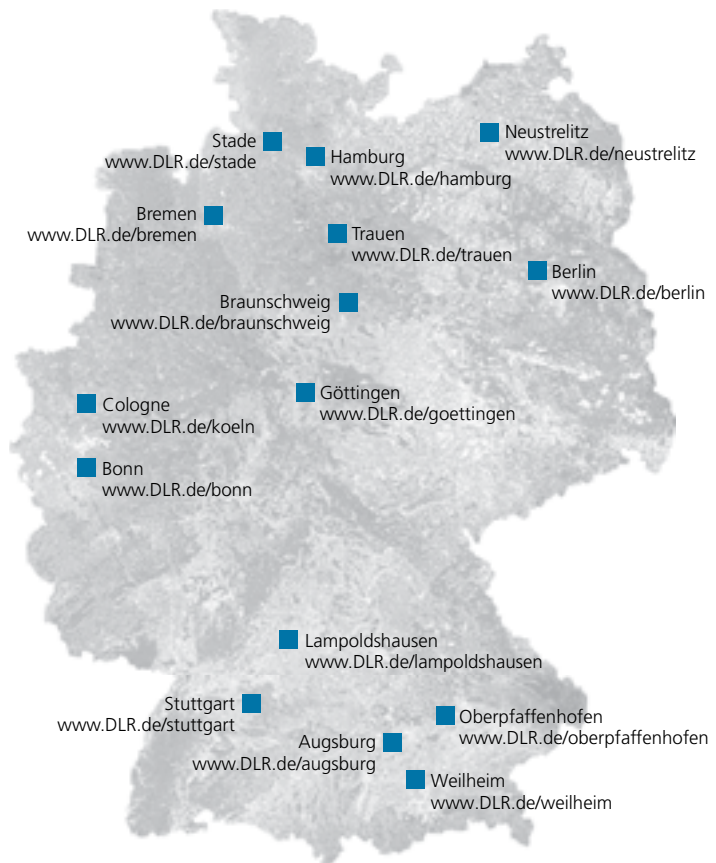 Neustrelitz
www.DLR.de/neustrelitz
Stade
www.DLR.de/stade
Hamburg
www.DLR.de/hamburg
Bremen
www.DLR.de/bremen
Trauen
www.DLR.de/trauen
Berlin
www.DLR.de/berlin
Braunschweig
www.DLR.de/braunschweig
Göttingen
www.DLR.de/goettingen
Cologne
www.DLR.de/koeln
Bonn
www.DLR.de/bonn
Lampoldshausen
www.DLR.de/lampoldshausen
Stuttgart
www.DLR.de/stuttgart
Oberpfaffenhofen
www.DLR.de/oberpfaffenhofen
Augsburg
www.DLR.de/augsburg
Weilheim
www.DLR.de/weilheim